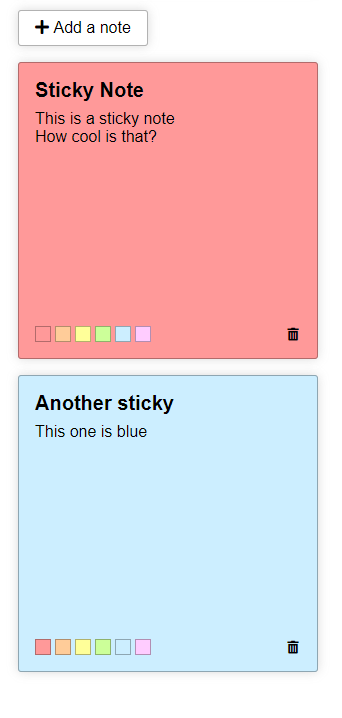 Add a note
Sticky Note
This is a sticky note
How cool is that?
Another sticky
This one is blue